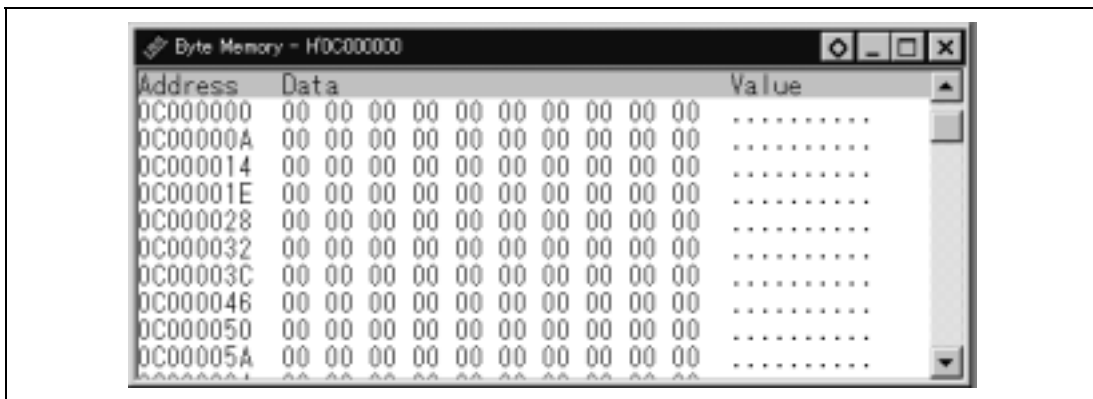 Byte Memory - H'0C000000
Address Data Value
0C000000 00 00 00 00 00 00 00 00 00 00 ..........
0C00000A 00 00 00 00 00 00 00 00 00 00 ..........
0C000014 00 00 00 00 00 00 00 00 00 00 ..........
0C00001E 00 00 00 00 00 00 00 00 00 00 ..........
0C000028 00 00 00 00 00 00 00 00 00 00 ..........
0C000032 00 00 00 00 00 00 00 00 00 00 ..........
0C00003C 00 00 00 00 00 00 00 00 00 00 ..........
0C000046 00 00 00 00 00 00 00 00 00 00 ..........
0C000050 00 00 00 00 00 00 00 00 00 00 ..........
0C00005A 00 00 00 00 00 00 00 00 00 00 ..........